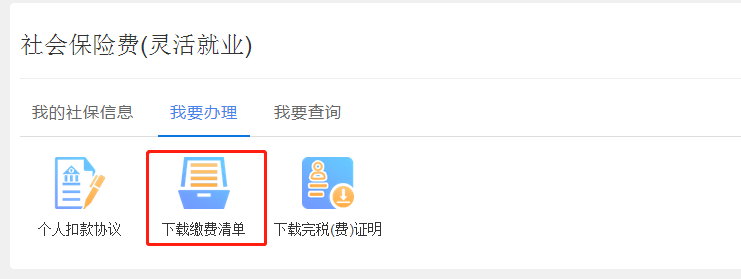 社会保险费(灵活就业)
我的社保信息 我要办理 我要查询
个人扣款协议 下载缴费清单 下载完税(费)证明